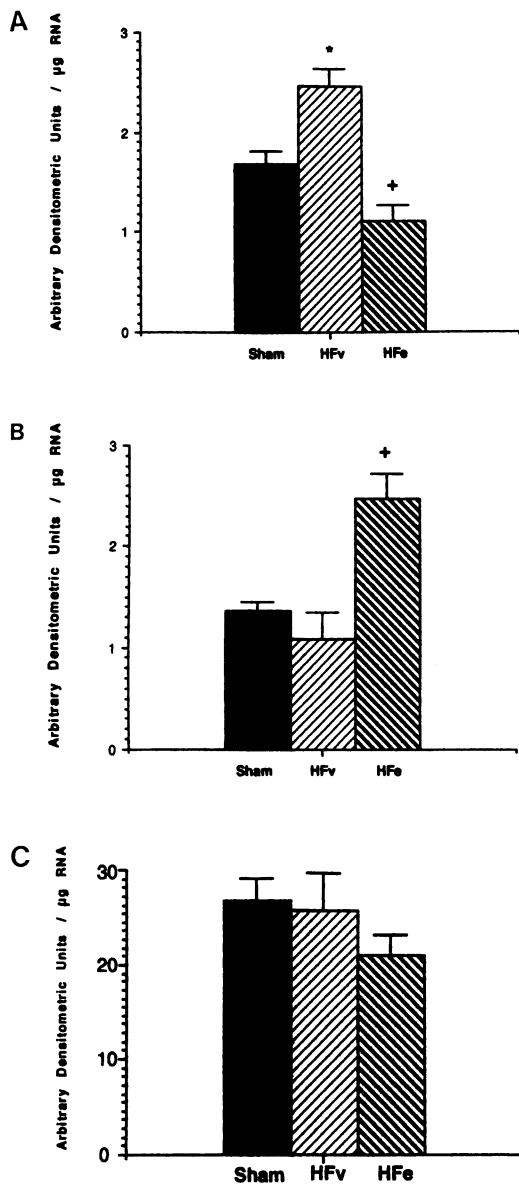 A
Arbitrary Densitometric Units / µg RNA
3
2
1
0
*
+
Sham HFv HFe
B
Arbitrary Densitometric Units / µg RNA
3
2
1
0
+
Sham HFv HFe
C
Arbitrary Densitometric Units / µg RNA
30
20
10
0
Sham HFv HFe